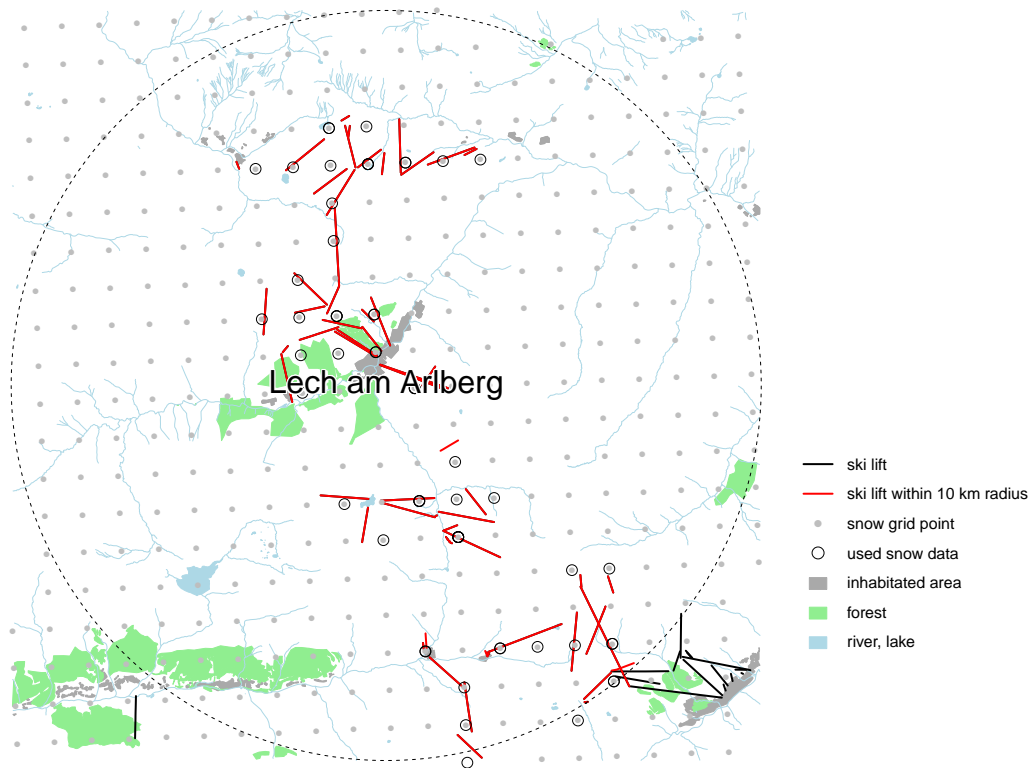 Lech am Arlberg
ski lift
ski lift within 10 km radius
snow grid point
used snow data
inhabitated area
forest
river, lake